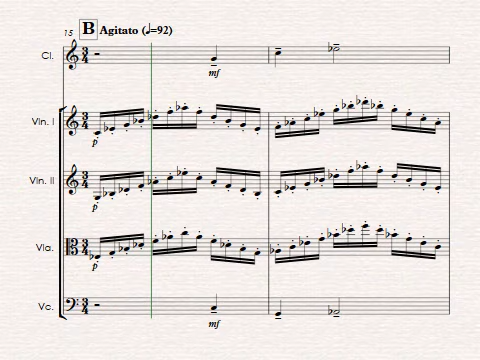 15 B Agitato (♩=92)
Cl.
mf
Vln. I
p
Vln. II
p
Vla.
p
Vc.
mf